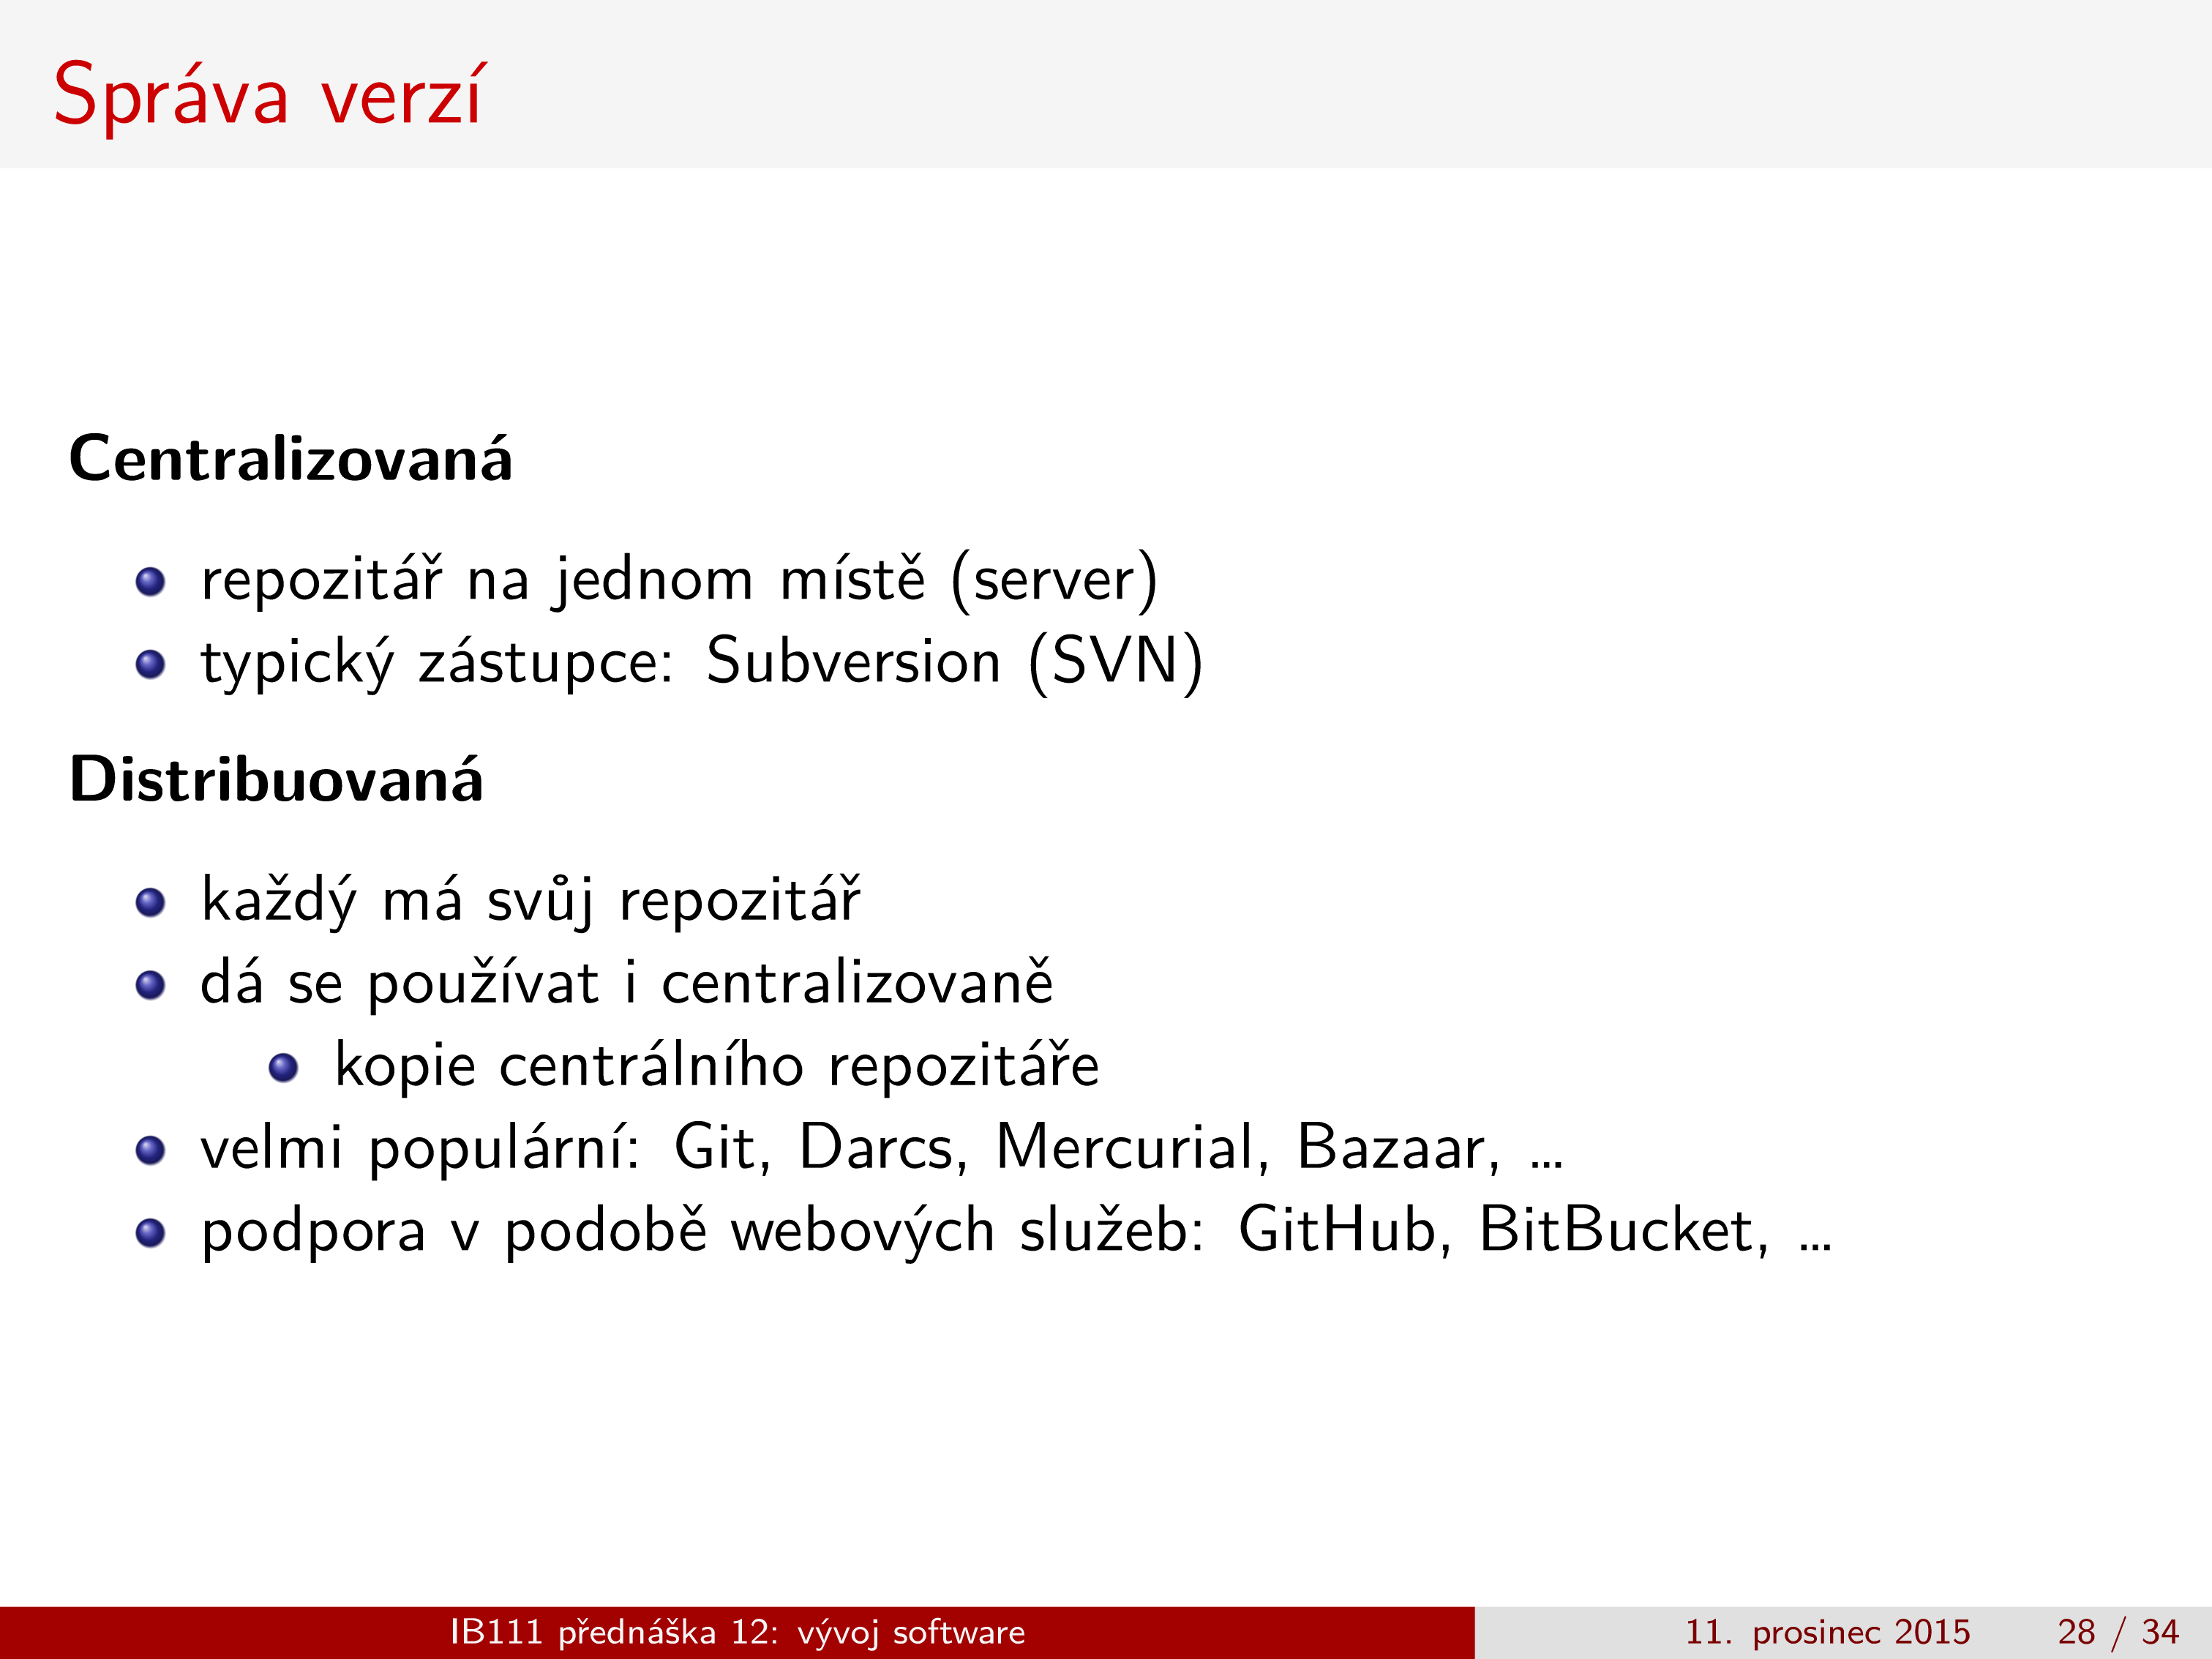 Správa verzí
Centralizovaná
repozitář na jednom místě (server)
typický zástupce: Subversion (SVN)
Distribuovaná
každý má svůj repozitář
dá se používat i centralizovaně
kopie centrálního repozitáře
velmi populární: Git, Darcs, Mercurial, Bazaar, ...
podpora v podobě webových služeb: GitHub, BitBucket, ...
IB111 přednáška 12: vývoj software 11. prosinec 2015 28 / 34